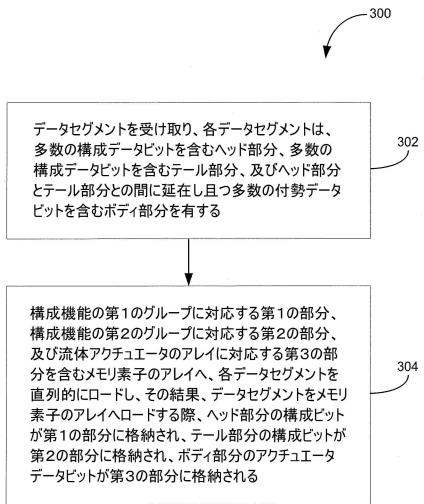 300
データセグメントを受け取り、各データセグメントは、
多数の構成データビットを含むヘッド部分、多数の
構成データビットを含むテール部分、及びヘッド部分
とテール部分との間に延在し且つ多数の付勢データ
ビットを含むボディ部分を有する
302
構成機能の第1のグループに対応する第1の部分、
構成機能の第2のグループに対応する第2の部分、
及び流体アクチュエータのアレイに対応する第3の部
分を含むメモリ素子のアレイへ、各データセグメントを
直列的にロードし、その結果、データセグメントをメモリ
素子のアレイへロードする際、ヘッド部分の構成ビット
が第1の部分に格納され、テール部分の構成ビットが
第2の部分に格納され、ボディ部分のアクチュエータ
データビットが第3の部分に格納される
304